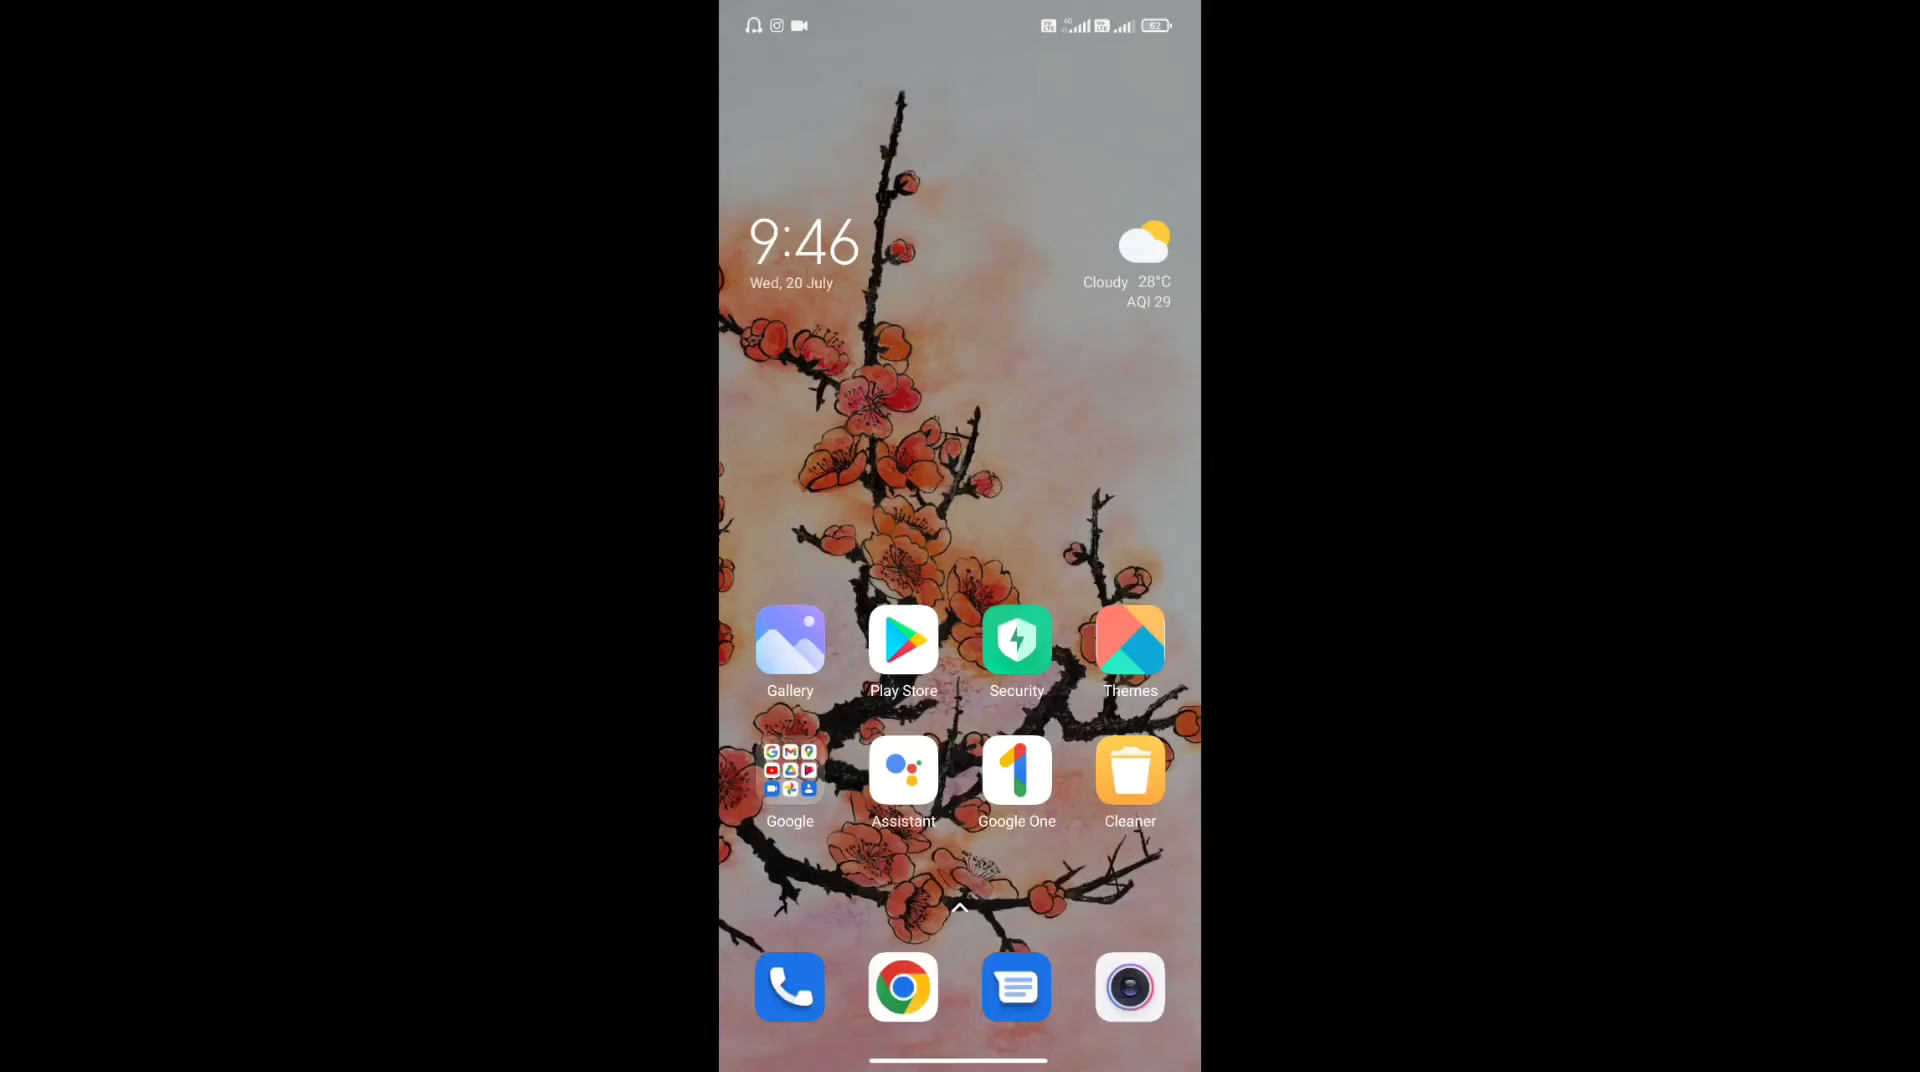 52
9:46
Wed, 20 July
Cloudy 28°C
AQI 29
Gallery
Play Store
Security
Themes
Google
Assistant
Google One
Cleaner